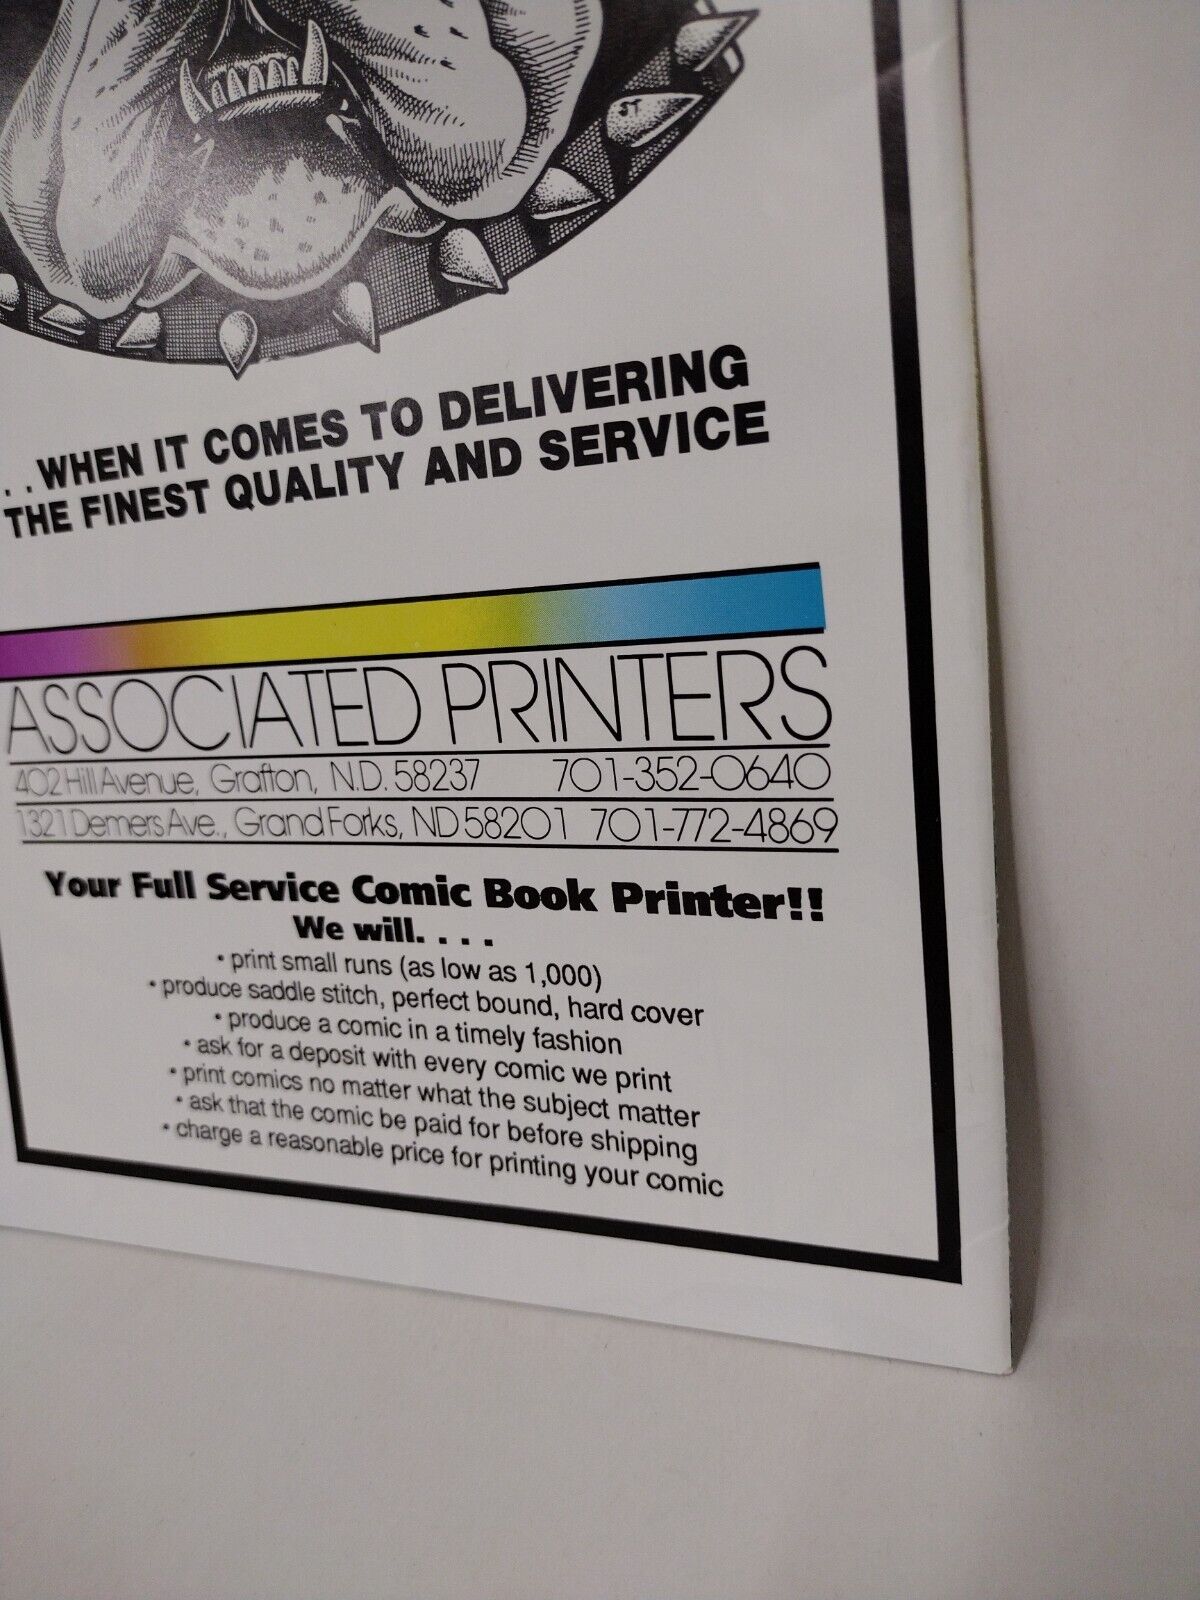 . . WHEN IT COMES TO DELIVERING
THE FINEST QUALITY AND SERVICE
ASSOCIATED PRINTERS
402 Hill Avenue, Grafton, N.D. 58237 701-352-0640
1321 Demers Ave., Grand Forks, ND 58201 701-772-4869
Your Full Service Comic Book Printer!!
We will. . . .
• print small runs (as low as 1,000)
• produce saddle stitch, perfect bound, hard cover
• produce a comic in a timely fashion
• ask for a deposit with every comic we print
• print comics no matter what the subject matter
• ask that the comic be paid for before shipping
• charge a reasonable price for printing your comic